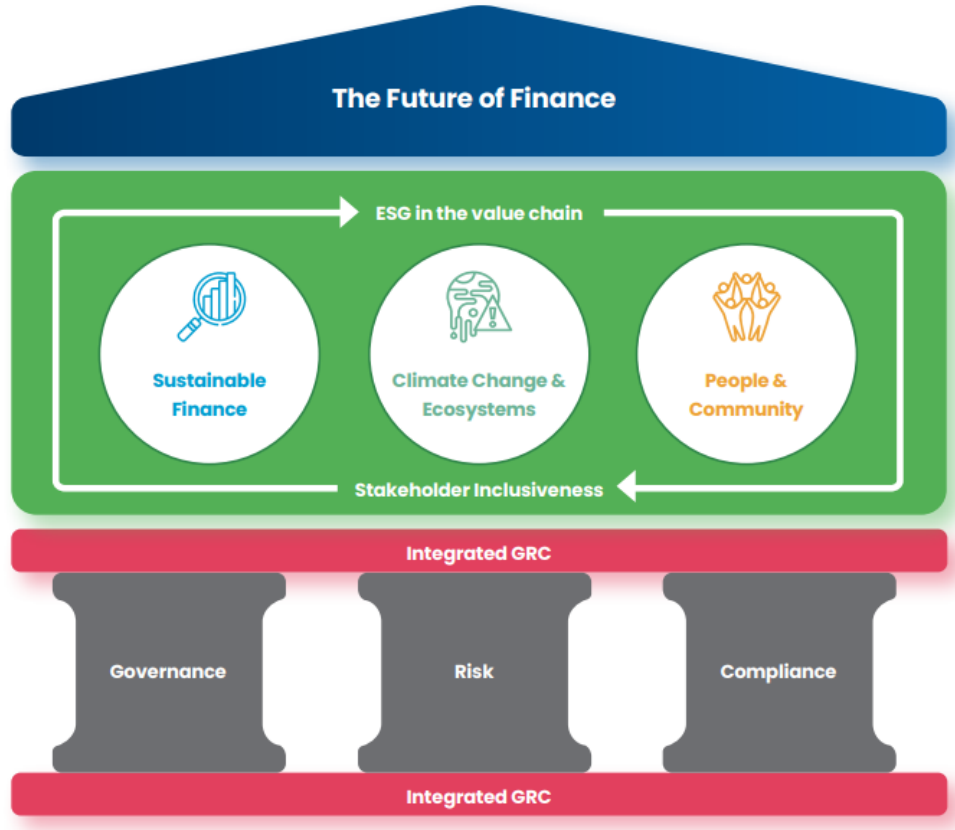 The Future of Finance
ESG in the value chain
Sustainable
Finance
Climate Change &
Ecosystems
People &
Community
Stakeholder Inclusiveness
Integrated GRC
Governance
Risk
Compliance
Integrated GRC